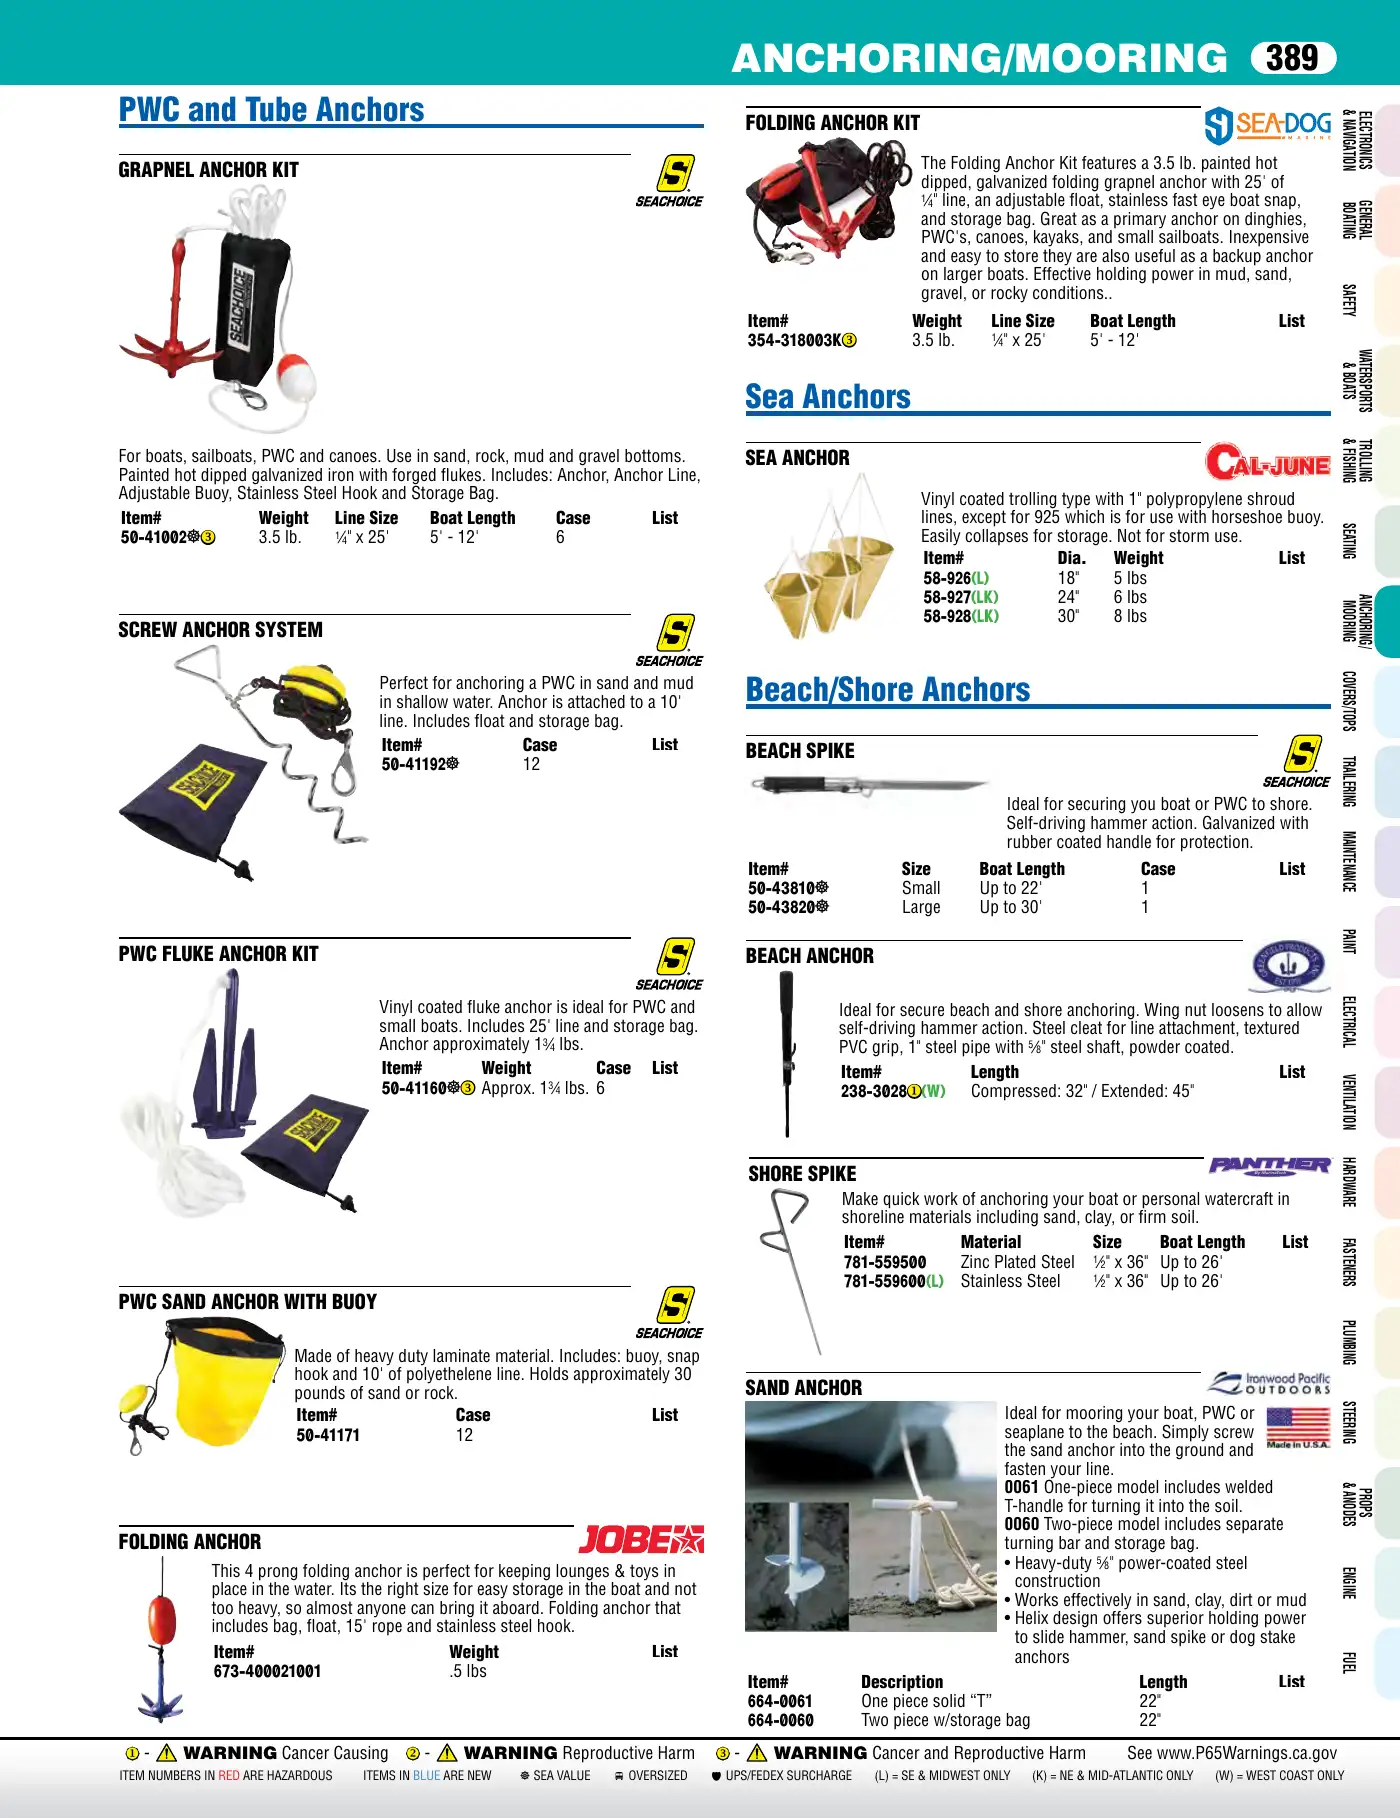 ANCHORING/MOORING 389
PWC and Tube Anchors
GRAPNEL ANCHOR KIT
SEACHOICE
SEACHOICE
For boats, sailboats, PWC and canoes. Use in sand, rock, mud and gravel bottoms.
Painted hot dipped galvanized iron with forged flukes. Includes: Anchor, Anchor Line,
Adjustable Buoy, Stainless Steel Hook and Storage Bag.
Item# Weight Line Size Boat Length Case List
50-41002☸③ 3.5 lb. ¼" x 25' 5' - 12' 6
SCREW ANCHOR SYSTEM
SEACHOICE
Perfect for anchoring a PWC in sand and mud
in shallow water. Anchor is attached to a 10'
line. Includes float and storage bag.
Item# Case List
50-41192☸ 12
SEACHOICE
PWC FLUKE ANCHOR KIT
SEACHOICE
Vinyl coated fluke anchor is ideal for PWC and
small boats. Includes 25' line and storage bag.
Anchor approximately 1¾ lbs.
Item# Weight Case List
50-41160☸③ Approx. 1¾ lbs. 6
SEACHOICE
PWC SAND ANCHOR WITH BUOY
SEACHOICE
Made of heavy duty laminate material. Includes: buoy, snap
hook and 10' of polyethelene line. Holds approximately 30
pounds of sand or rock.
Item# Case List
50-41171 12
FOLDING ANCHOR
JOBE
This 4 prong folding anchor is perfect for keeping lounges & toys in
place in the water. Its the right size for easy storage in the boat and not
too heavy, so almost anyone can bring it aboard. Folding anchor that
includes bag, float, 15' rope and stainless steel hook.
Item# Weight List
673-400021001 .5 lbs
FOLDING ANCHOR KIT
SEA-DOG
MARINE
The Folding Anchor Kit features a 3.5 lb. painted hot
dipped, galvanized folding grapnel anchor with 25' of
¼" line, an adjustable float, stainless fast eye boat snap,
and storage bag. Great as a primary anchor on dinghies,
PWC's, canoes, kayaks, and small sailboats. Inexpensive
and easy to store they are also useful as a backup anchor
on larger boats. Effective holding power in mud, sand,
gravel, or rocky conditions..
Item# Weight Line Size Boat Length List
354-318003K③ 3.5 lb. ¼" x 25' 5' - 12'
Sea Anchors
SEA ANCHOR
CAL-JUNE
Vinyl coated trolling type with 1" polypropylene shroud
lines, except for 925 which is for use with horseshoe buoy.
Easily collapses for storage. Not for storm use.
Item# Dia. Weight List
58-926(L) 18" 5 lbs
58-927(LK) 24" 6 lbs
58-928(LK) 30" 8 lbs
Beach/Shore Anchors
BEACH SPIKE
SEACHOICE
Ideal for securing you boat or PWC to shore.
Self-driving hammer action. Galvanized with
rubber coated handle for protection.
Item# Size Boat Length Case List
50-43810☸ Small Up to 22' 1
50-43820☸ Large Up to 30' 1
BEACH ANCHOR
GREENFIELD PRODUCTS, INC
Ideal for secure beach and shore anchoring. Wing nut loosens to allow
self-driving hammer action. Steel cleat for line attachment, textured
PVC grip, 1" steel pipe with ⅝" steel shaft, powder coated.
Item# Length List
238-3028①(W) Compressed: 32" / Extended: 45"
SHORE SPIKE
PANTHER
Make quick work of anchoring your boat or personal watercraft in
shoreline materials including sand, clay, or firm soil.
Item# Material Size Boat Length List
781-559500 Zinc Plated Steel ½" x 36" Up to 26'
781-559600(L) Stainless Steel ½" x 36" Up to 26'
SAND ANCHOR
Ironwood Pacific
OUTDOORS
Made in U.S.A.
Ideal for mooring your boat, PWC or
seaplane to the beach. Simply screw
the sand anchor into the ground and
fasten your line.
0061 One-piece model includes welded
T-handle for turning it into the soil.
0060 Two-piece model includes separate
turning bar and storage bag.
• Heavy-duty ⅝" power-coated steel
construction
• Works effectively in sand, clay, dirt or mud
• Helix design offers superior holding power
to slide hammer, sand spike or dog stake
anchors
Item# Description Length List
664-0061 One piece solid “T” 22"
664-0060 Two piece w/storage bag 22"
ELECTRONICS
& NAVIGATION
GENERAL
BOATING
SAFETY
WATERSPORTS
& BOATS
TROLLING
& FISHING
SEATING
ANCHORING/
MOORING
COVERS/TOPS
TRAILERING
MAINTENANCE
PAINT
ELECTRICAL
VENTILATION
HARDWARE
FASTENERS
PLUMBING
STEERING
PROPS
& ANODES
ENGINE
FUEL
① - ⚠ WARNING Cancer Causing ② - ⚠ WARNING Reproductive Harm ③ - ⚠ WARNING Cancer and Reproductive Harm See www.P65Warnings.ca.gov
ITEM NUMBERS IN RED ARE HAZARDOUS ITEMS IN BLUE ARE NEW ☸ SEA VALUE OVERSIZED UPS/FEDEX SURCHARGE (L) = SE & MIDWEST ONLY (K) = NE & MID-ATLANTIC ONLY (W) = WEST COAST ONLY